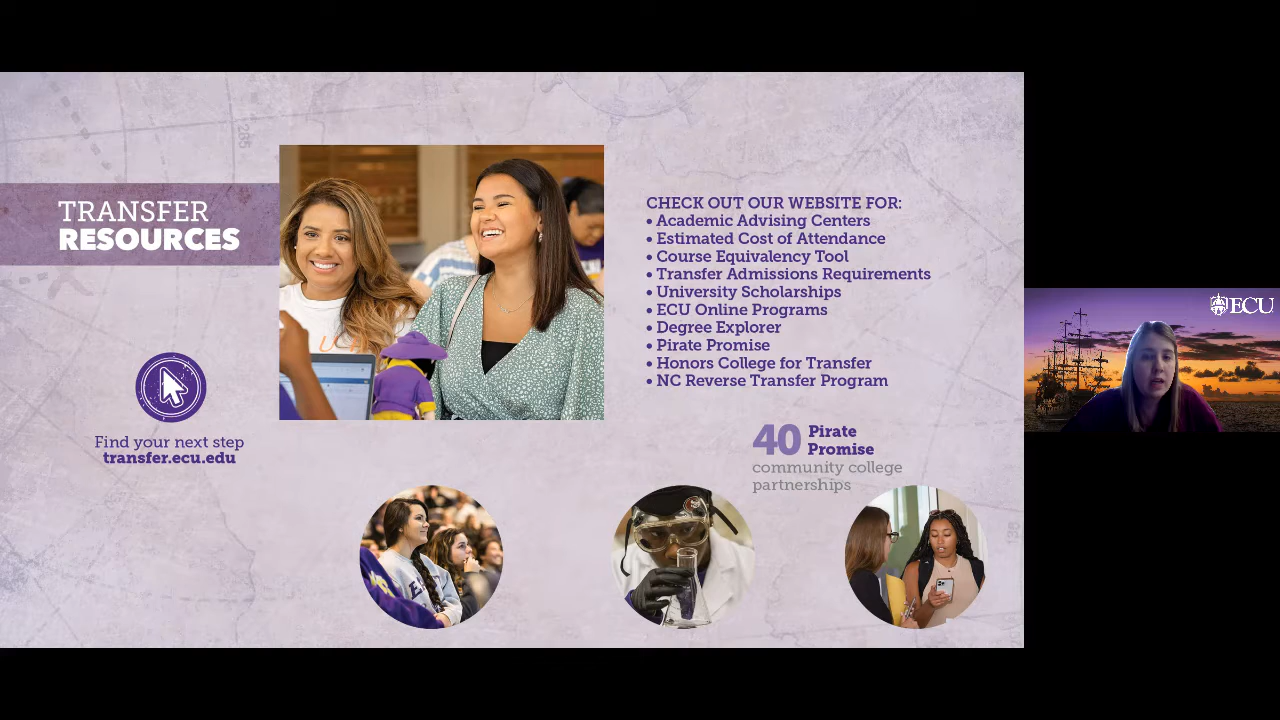 TRANSFER
RESOURCES
CHECK OUT OUR WEBSITE FOR:
• Academic Advising Centers
• Estimated Cost of Attendance
• Course Equivalency Tool
• Transfer Admissions Requirements
• University Scholarships
• ECU Online Programs
• Degree Explorer
• Pirate Promise
• Honors College for Transfer
• NC Reverse Transfer Program
Find your next step
transfer.ecu.edu
40 Pirate
Promise
community college
partnerships
ECU